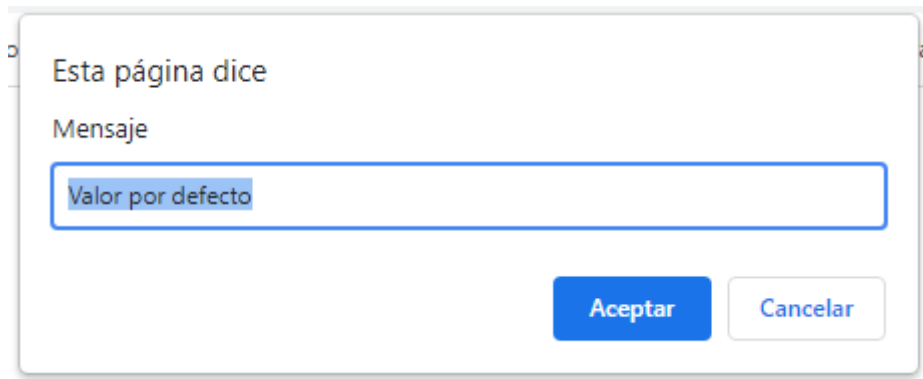 Esta página dice
Mensaje
Valor por defecto
Aceptar Cancelar